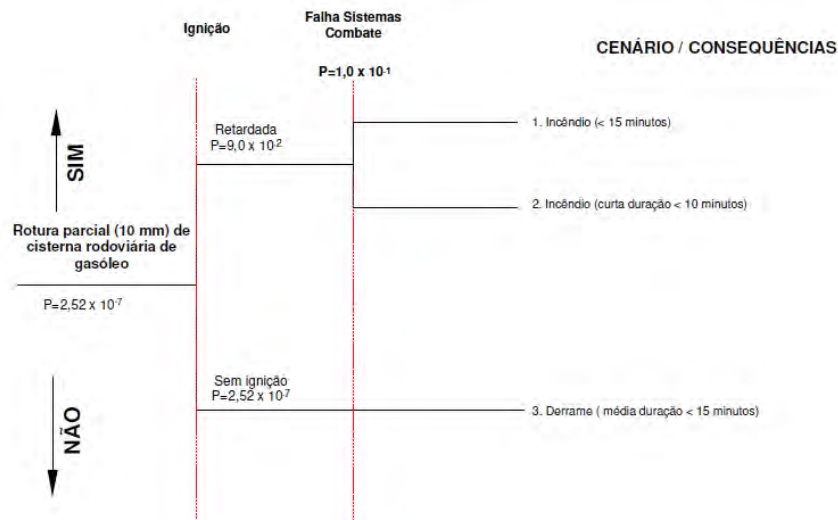 Ignição
Falha Sistemas
Combate
P=1,0 x 10-1
CENÁRIO / CONSEQUÊNCIAS
SIM
Retardada
P=9,0 x 10-2
1. Incêndio (< 15 minutos)
2. Incêndio (curta duração < 10 minutos)
Rotura parcial (10 mm) de
cisterna rodoviária de
gasóleo
P=2,52 x 10-7
NÃO
Sem ignição
P=2,52 x 10-7
3. Derrame ( média duração < 15 minutos)